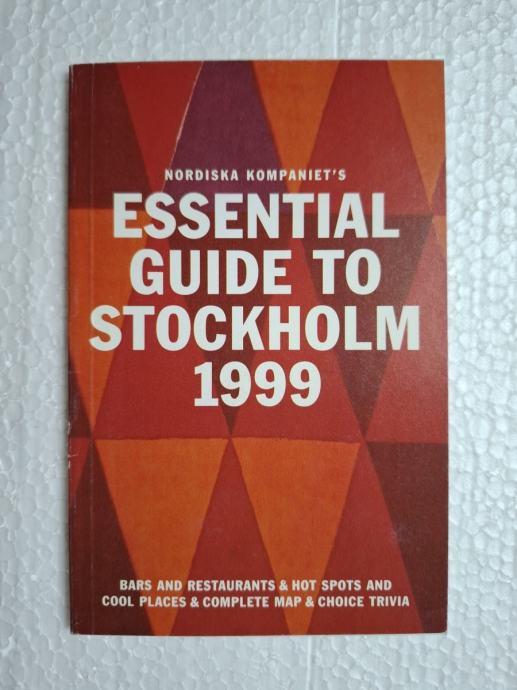 NORDISKA KOMPANIET'S
ESSENTIAL
GUIDE TO
STOCKHOLM
1999
BARS AND RESTAURANTS & HOT SPOTS AND
COOL PLACES & COMPLETE MAP & CHOICE TRIVIA